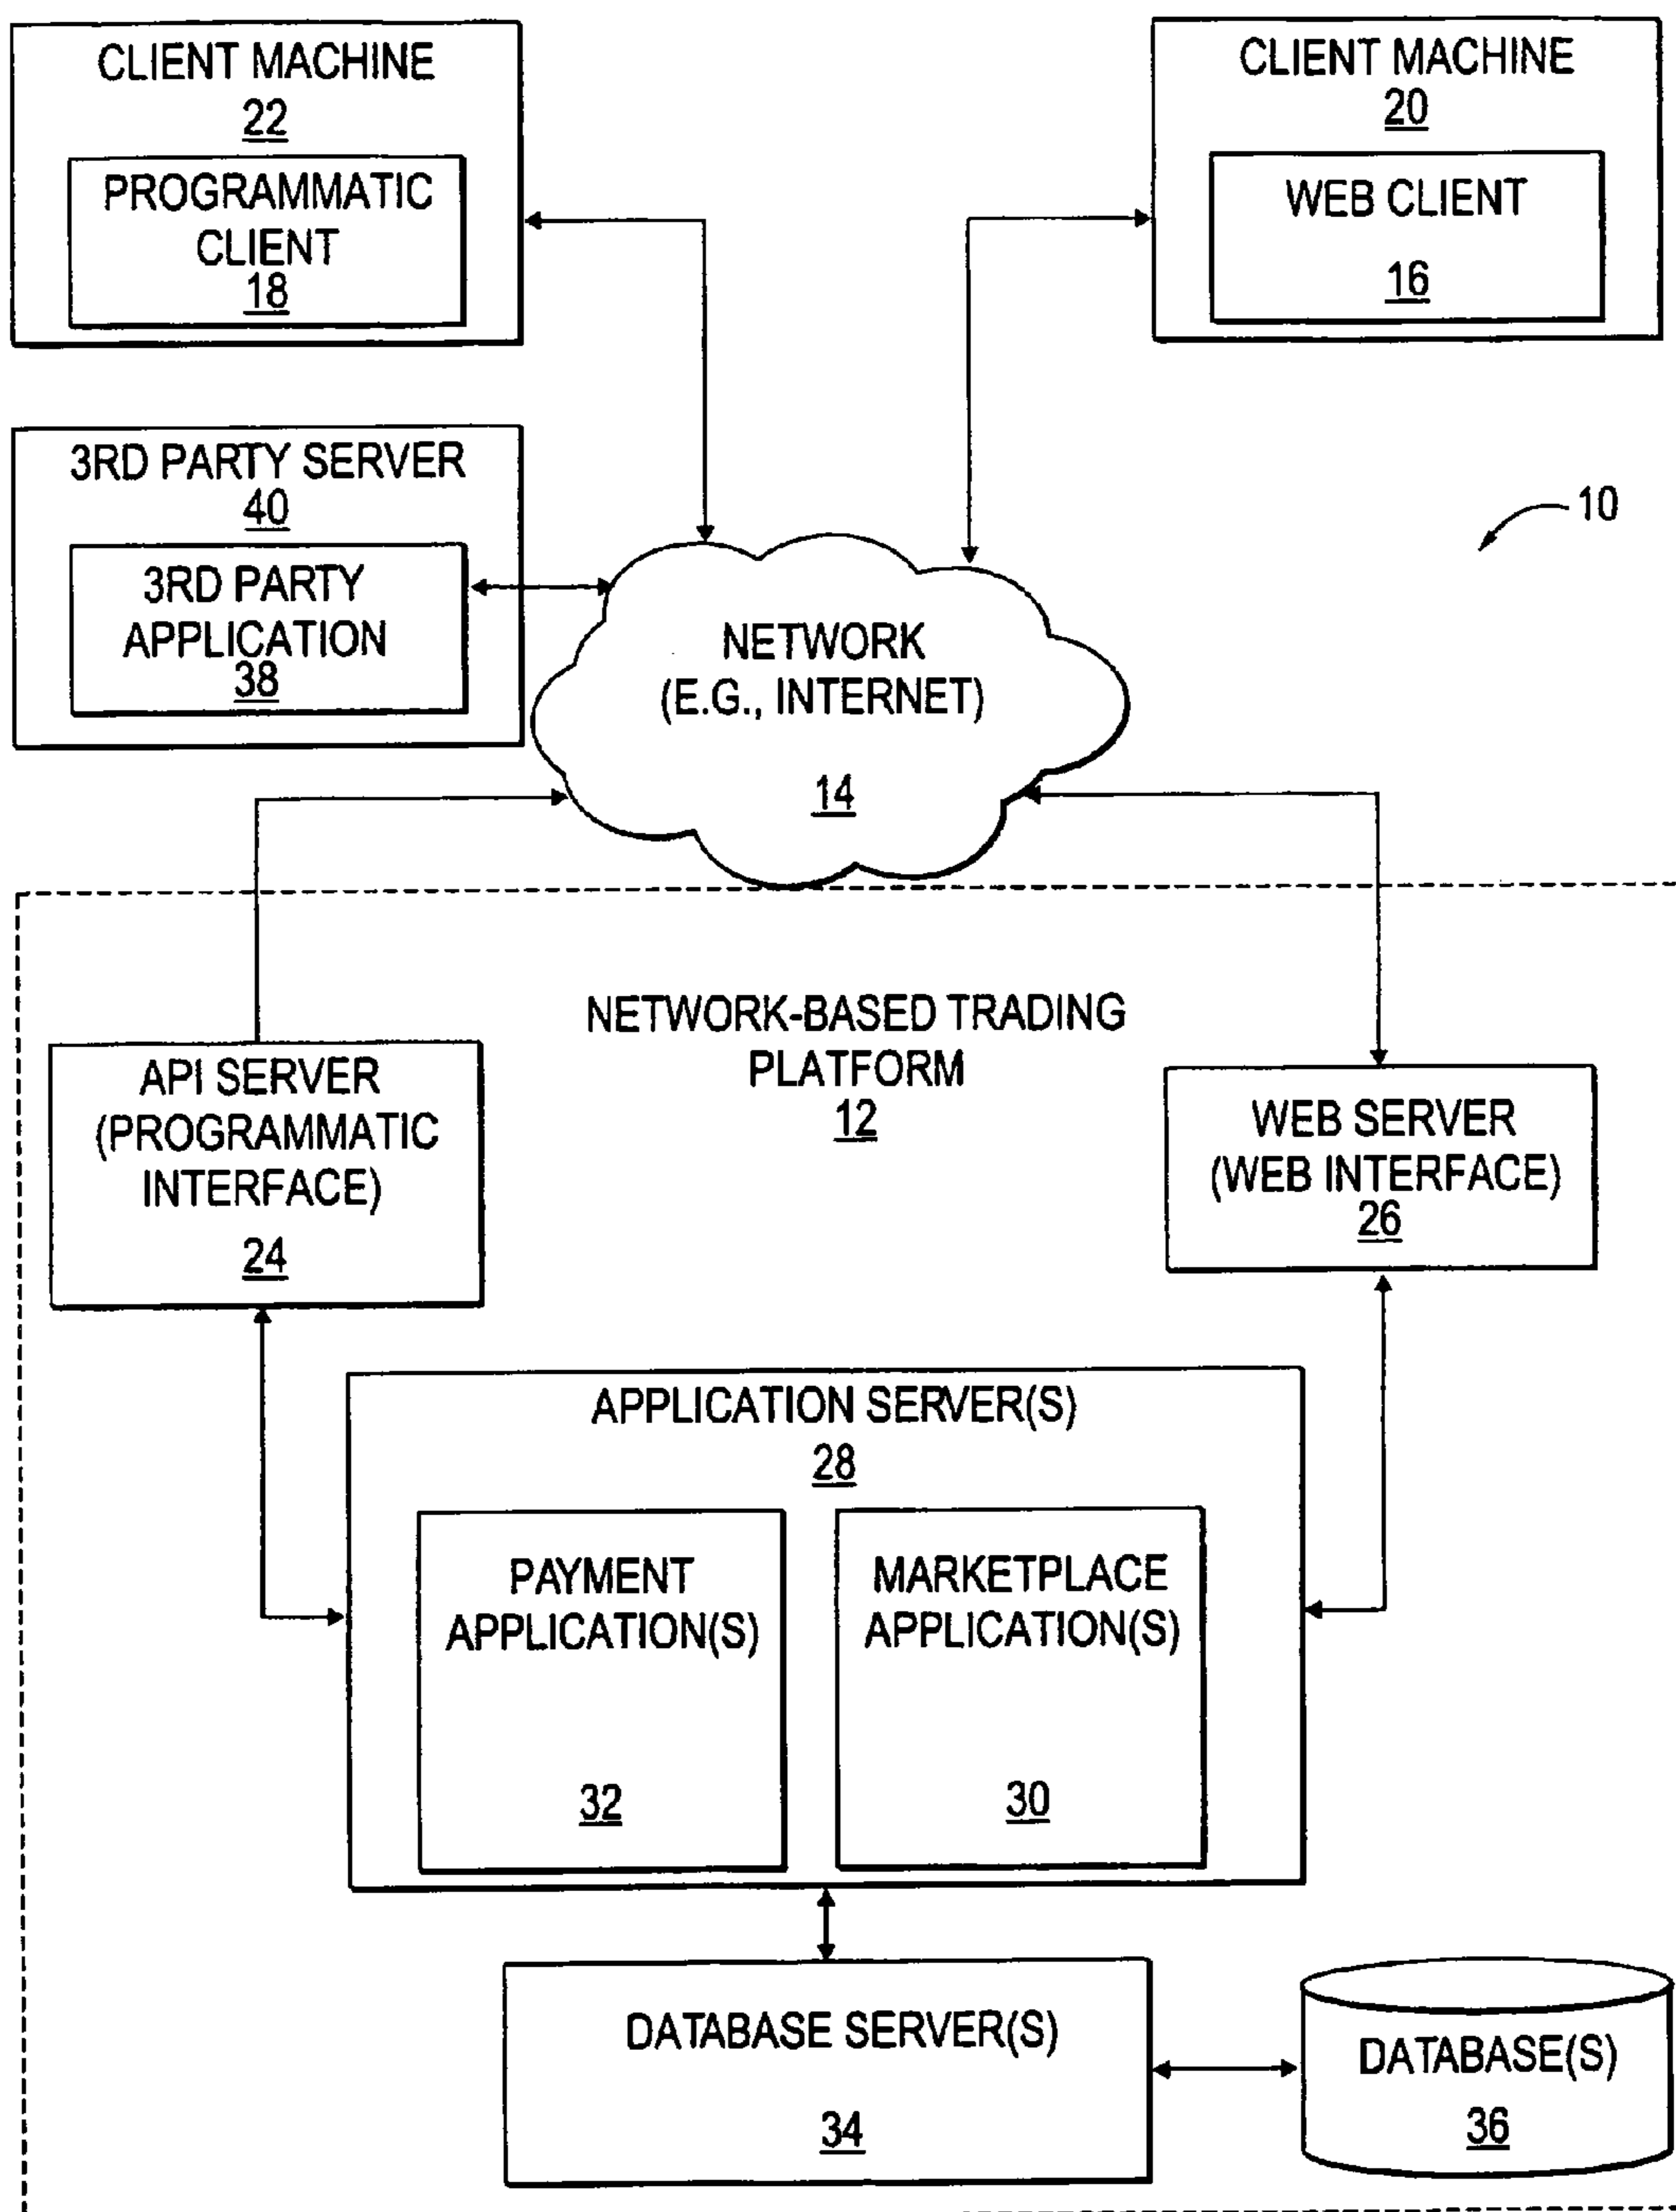 CLIENT MACHINE
22
PROGRAMMATIC
CLIENT
18
CLIENT MACHINE
20
WEB CLIENT
16
3RD PARTY SERVER
40
3RD PARTY
APPLICATION
38
10
NETWORK
(E.G., INTERNET)
14
NETWORK-BASED TRADING
PLATFORM
12
API SERVER
(PROGRAMMATIC
INTERFACE)
24
WEB SERVER
(WEB INTERFACE)
26
APPLICATION SERVER(S)
28
PAYMENT
APPLICATION(S)
32
MARKETPLACE
APPLICATION(S)
30
DATABASE SERVER(S)
34
DATABASE(S)
36